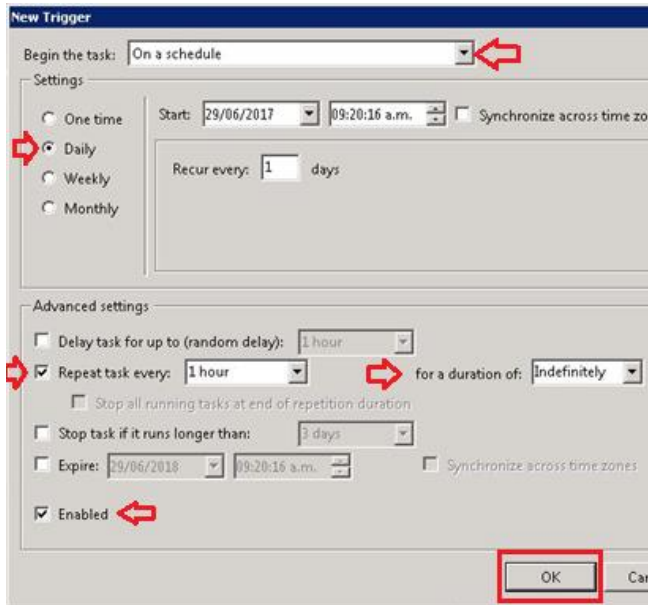 New Trigger
Begin the task: On a schedule
Settings
One time
Start: 29/06/2017 09:20:16 a.m. Synchronize across time zo
Daily
Recur every: 1 days
Weekly
Monthly
Advanced settings
Delay task for up to (random delay): 1 hour
Repeat task every: 1 hour for a duration of: Indefinitely
Stop all running tasks at end of repetition duration
Stop task if it runs longer than: 3 days
Expire: 29/06/2018 09:20:16 a.m. Synchronize across time zones
Enabled
OK Car